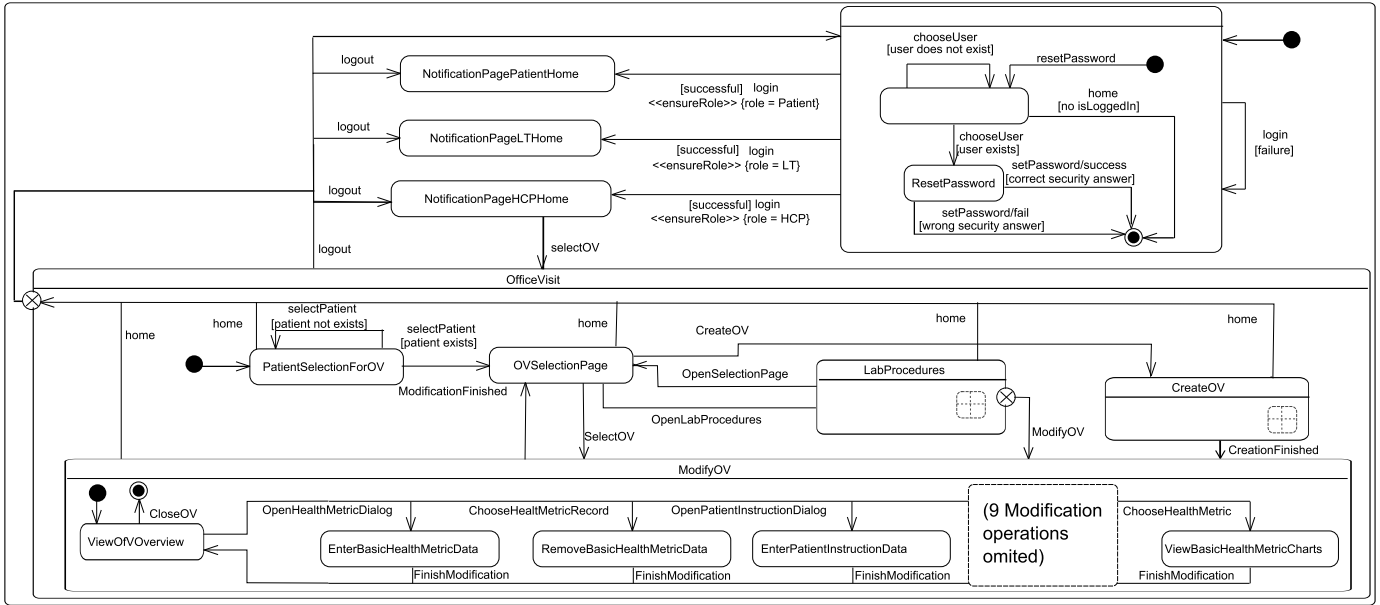 chooseUser
[user does not exist]
resetPassword
logout
NotificationPagePatientHome
[successful] login
<<ensureRole>> {role = Patient}
home
[no isLoggedIn]
logout
NotificationPageLTHome
[successful] login
<<ensureRole>> {role = LT}
chooseUser
[user exists]
login
[failure]
ResetPassword
setPassword/success
[correct security answer]
logout
NotificationPageHCPHome
[successful] login
<<ensureRole>> {role = HCP}
setPassword/fail
[wrong security answer]
logout
selectOV
OfficeVisit
home
home
selectPatient
[patient not exists]
selectPatient
[patient exists]
home
CreateOV
home
home
PatientSelectionForOV
OVSelectionPage
OpenSelectionPage
LabProcedures
CreateOV
ModificationFinished
OpenLabProcedures
SelectOV
ModifyOV
CreationFinished
ModifyOV
CloseOV
ViewOfVOverview
OpenHealthMetricDialog
ChooseHealtMetricRecord
OpenPatientInstructionDialog
(9 Modification
operations
omited)
ChooseHealthMetric
EnterBasicHealthMetricData
RemoveBasicHealthMetricData
EnterPatientInstructionData
ViewBasicHealthMetricCharts
FinishModification
FinishModification
FinishModification
FinishModification